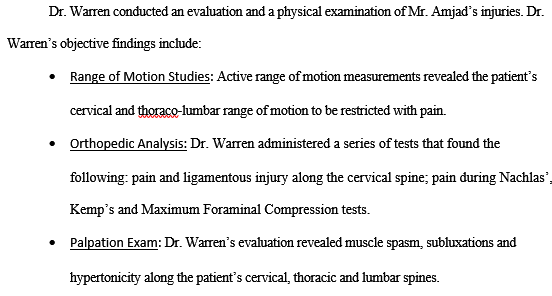 Dr. Warren conducted an evaluation and a physical examination of Mr. Amjad's injuries. Dr.
Warren's objective findings include:
• Range of Motion Studies: Active range of motion measurements revealed the patient's
cervical and thoraco-lumbar range of motion to be restricted with pain.
• Orthopedic Analysis: Dr. Warren administered a series of tests that found the
following: pain and ligamentous injury along the cervical spine; pain during Nachlas',
Kemp's and Maximum Foraminal Compression tests.
• Palpation Exam: Dr. Warren's evaluation revealed muscle spasm, subluxations and
hypertonicity along the patient's cervical, thoracic and lumbar spines.